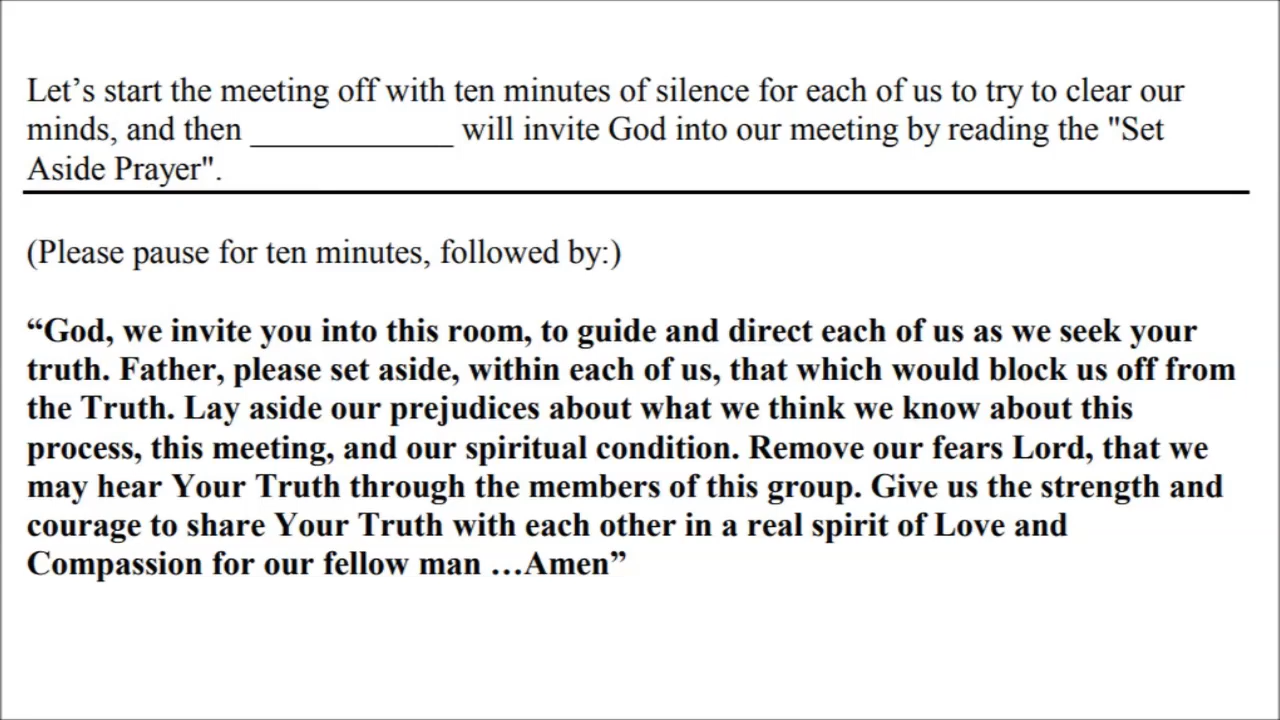 Let’s start the meeting off with ten minutes of silence for each of us to try to clear our
minds, and then _____________ will invite God into our meeting by reading the "Set
Aside Prayer".
(Please pause for ten minutes, followed by:)
“God, we invite you into this room, to guide and direct each of us as we seek your
truth. Father, please set aside, within each of us, that which would block us off from
the Truth. Lay aside our prejudices about what we think we know about this
process, this meeting, and our spiritual condition. Remove our fears Lord, that we
may hear Your Truth through the members of this group. Give us the strength and
courage to share Your Truth with each other in a real spirit of Love and
Compassion for our fellow man …Amen”